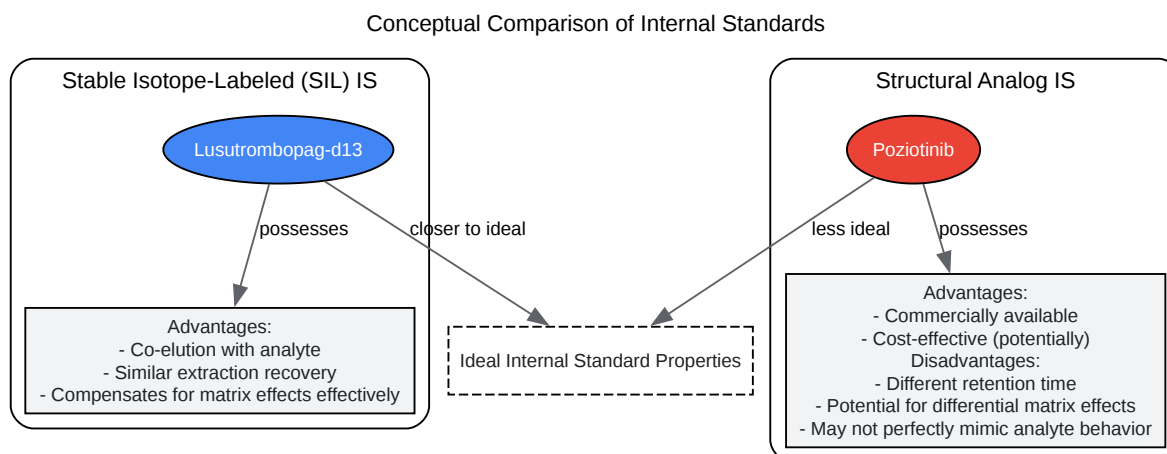 Conceptual Comparison of Internal Standards
Stable Isotope-Labeled (SIL) IS
Structural Analog IS
Lusutrombopag-d13
Poziotinib
possesses
closer to ideal
less ideal
possesses
Advantages:
- Co-elution with analyte
- Similar extraction recovery
- Compensates for matrix effects effectively
Ideal Internal Standard Properties
Advantages:
- Commercially available
- Cost-effective (potentially)
Disadvantages:
- Different retention time
- Potential for differential matrix effects
- May not perfectly mimic analyte behavior